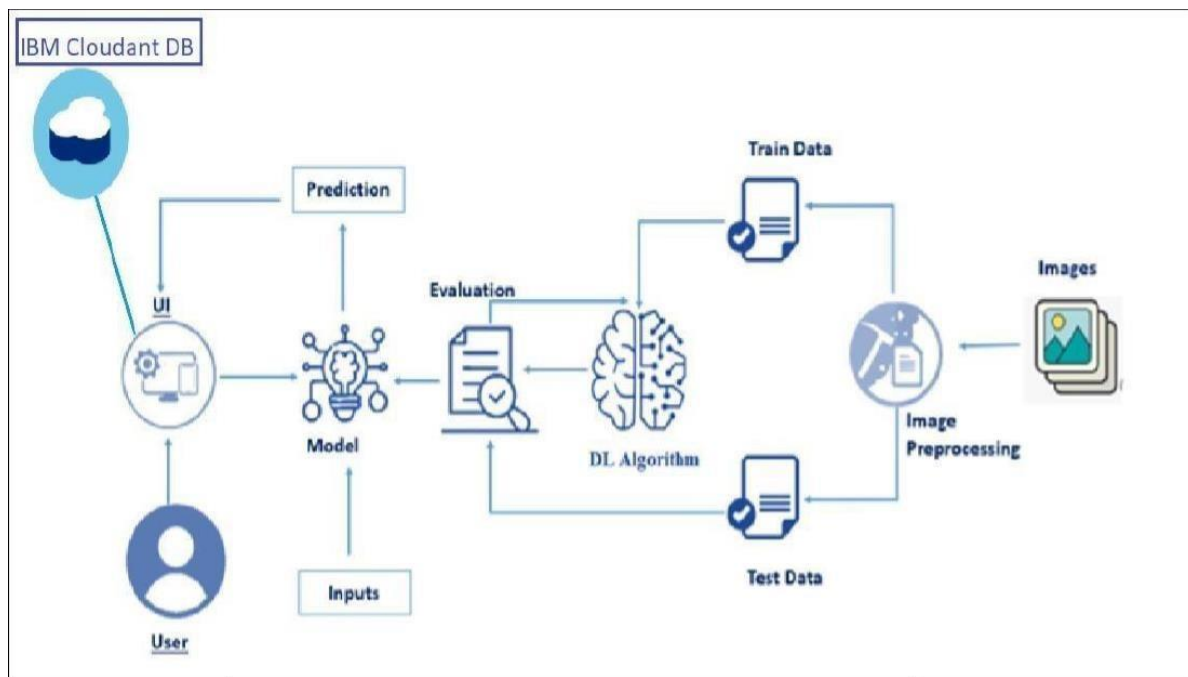 IBM Cloudant DB
Train Data
Prediction
Images
Evaluation
UI
Image
Preprocessing
Model
DL Algorithm
Test Data
Inputs
User